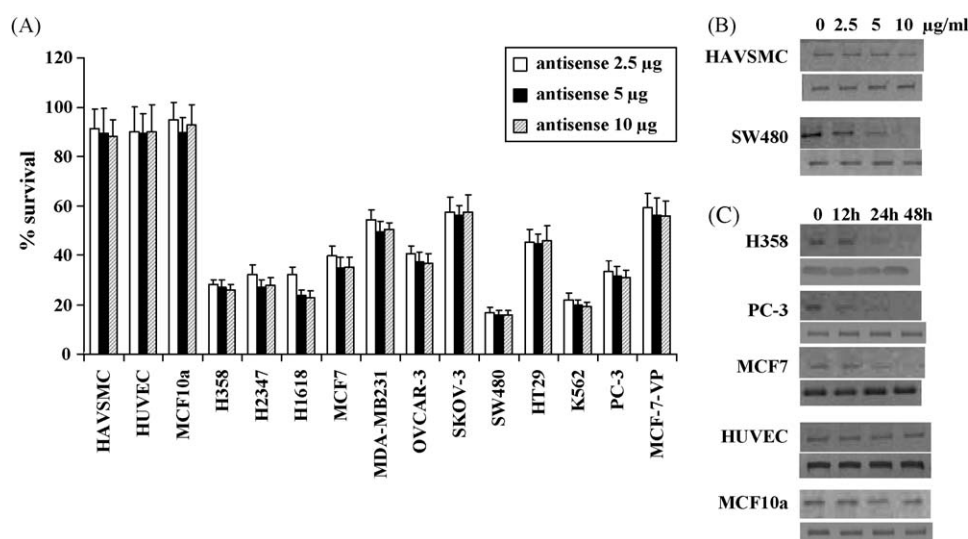 (A)
120
100
80
60
40
20
0
% survival
antisense 2.5 µg
antisense 5 µg
antisense 10 µg
HAVSMC
HUVEC
MCF10a
H358
H2347
H1618
MCF7
MDA-MB231
OVCAR-3
SKOV-3
SW480
HT29
K562
PC-3
MCF-7-VP
(B)
0 2.5 5 10 µg/ml
HAVSMC
SW480
(C)
0 12h 24h 48h
H358
PC-3
MCF7
HUVEC
MCF10a